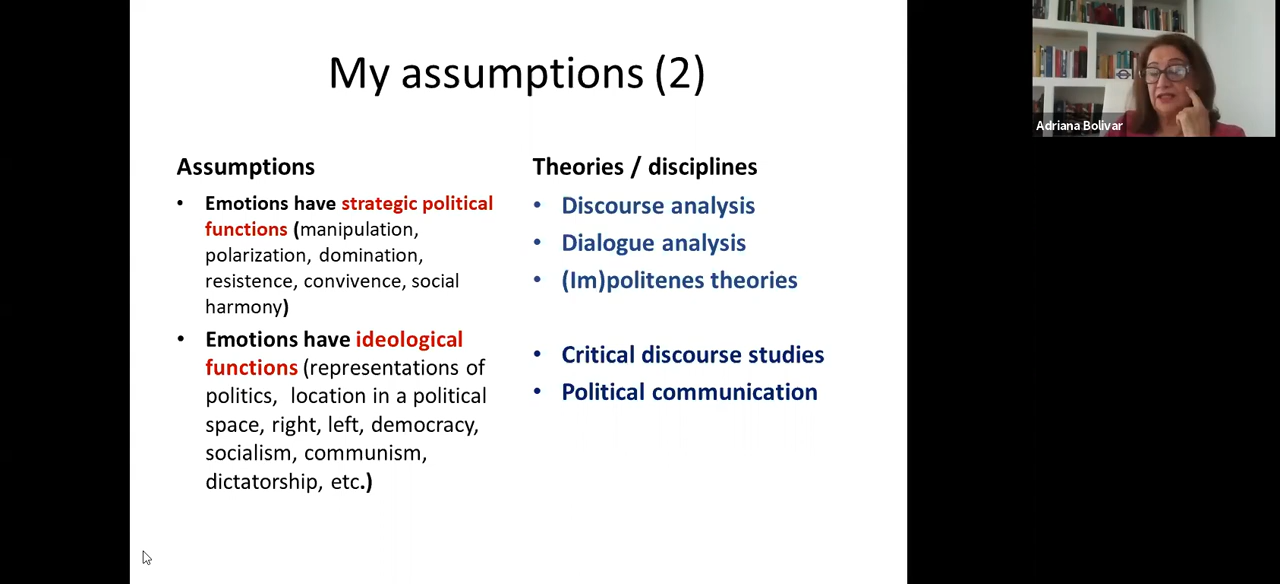 My assumptions (2)
Assumptions
• Emotions have strategic political
functions (manipulation,
polarization, domination,
resistence, convivence, social
harmony)
• Emotions have ideological
functions (representations of
politics, location in a political
space, right, left, democracy,
socialism, communism,
dictatorship, etc.)
Theories / disciplines
• Discourse analysis
• Dialogue analysis
• (Im)politenes theories
• Critical discourse studies
• Political communication
Adriana Bolívar